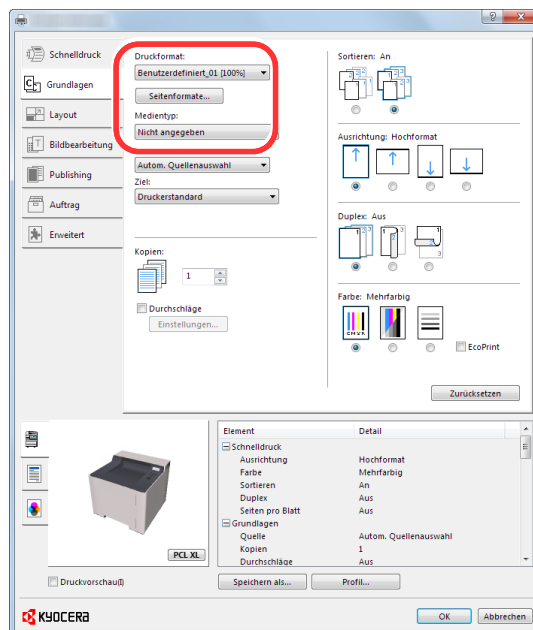 Schnelldruck
Grundlagen
Layout
Bildbearbeitung
Publishing
Auftrag
Erweitert
Druckformat:
Benutzerdefiniert_01 [100%]
Seitenformate...
Medientyp:
Nicht angegeben
Autom. Quellenauswahl
Ziel:
Druckerstandard
Kopien:
1
Durchschläge
Einstellungen...
Sortieren: An
Ausrichtung: Hochformat
Duplex: Aus
Farbe: Mehrfarbig
CMYK
EcoPrint
Zurücksetzen
PCL XL
Druckvorschau(I)
Element Detail
Schnelldruck
Ausrichtung Hochformat
Farbe Mehrfarbig
Sortieren An
Duplex Aus
Seiten pro Blatt Aus
Grundlagen
Quelle Autom. Quellenauswahl
Kopien 1
Durchschläge Aus
Speichern als... Profil...
KYOCERA
OK Abbrechen